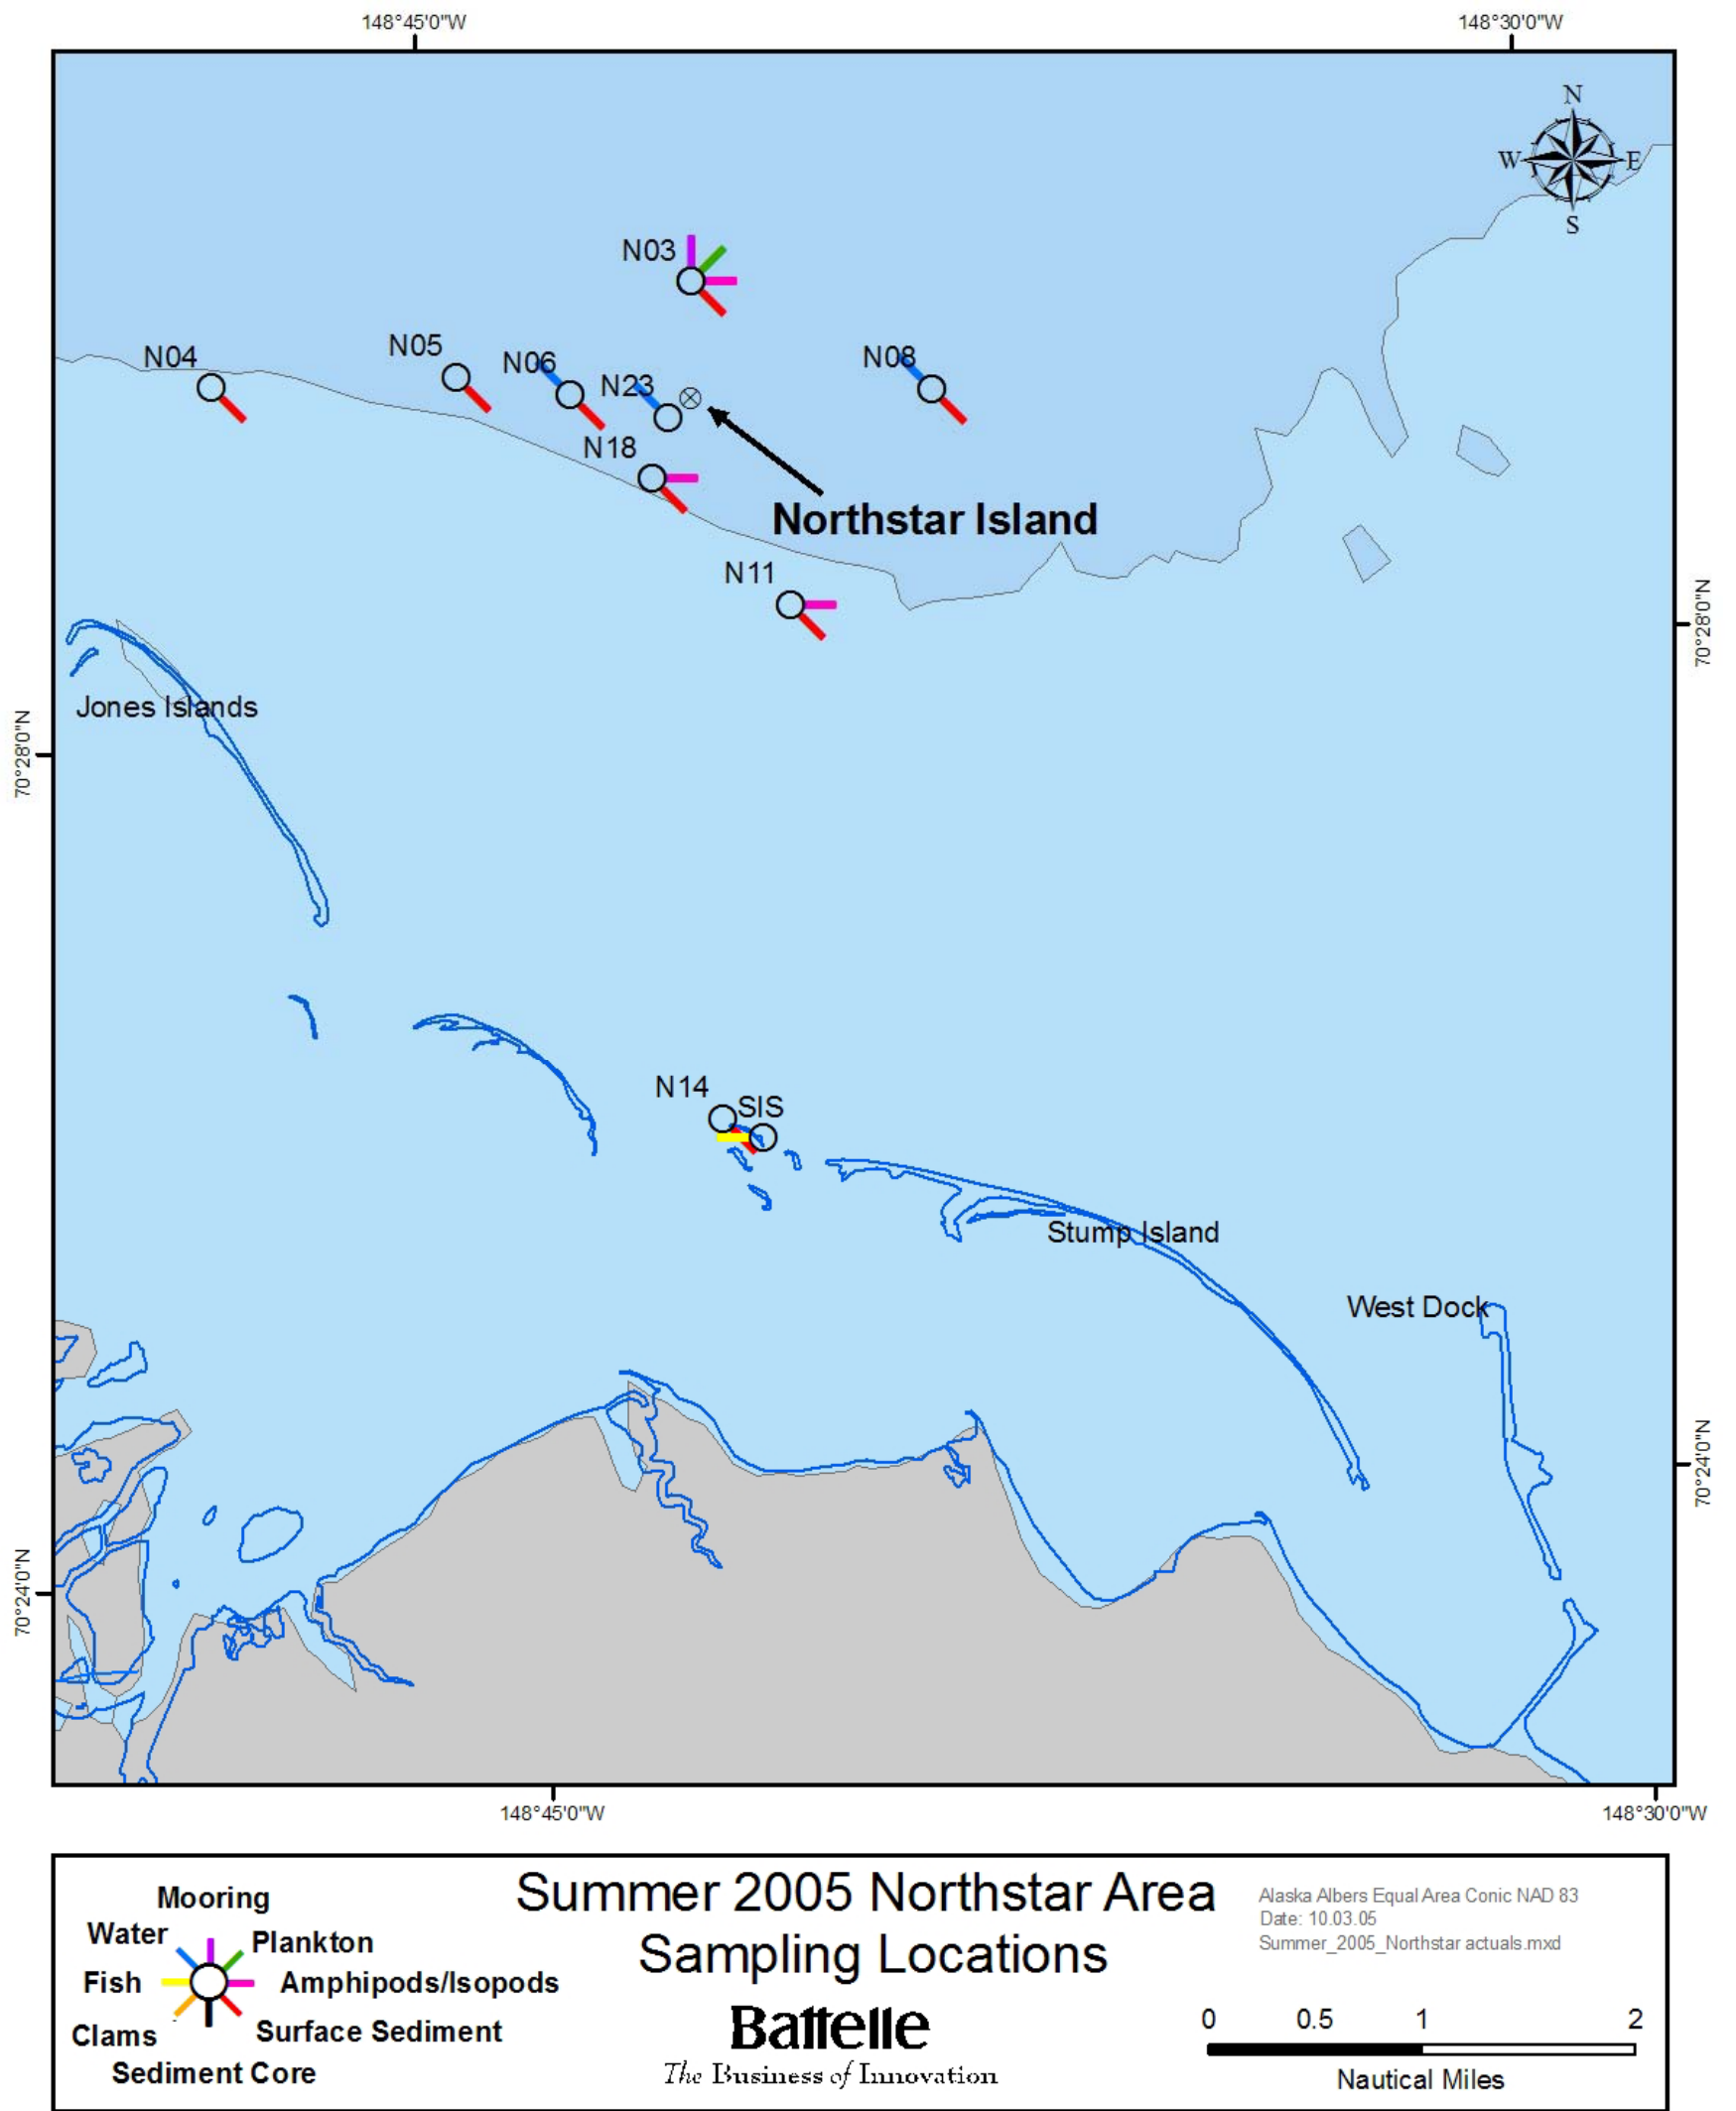 148°45'0"W
148°30'0"W
N
W
E
S
N03
N04
N05
N06
N23
N08
N18
Northstar Island
N11
70°28'0"N
Jones Islands
70°28'0"N
N14
SIS
Stump Island
West Dock
70°24'0"N
70°24'0"N
148°45'0"W
148°30'0"W
Mooring
Water
Plankton
Fish
Amphipods/Isopods
Clams
Surface Sediment
Sediment Core
Summer 2005 Northstar Area
Sampling Locations
Battelle
The Business of Innovation
Alaska Albers Equal Area Conic NAD 83
Date: 10.03.05
Summer_2005_Northstar actuals.mxd
0 0.5 1 2
Nautical Miles